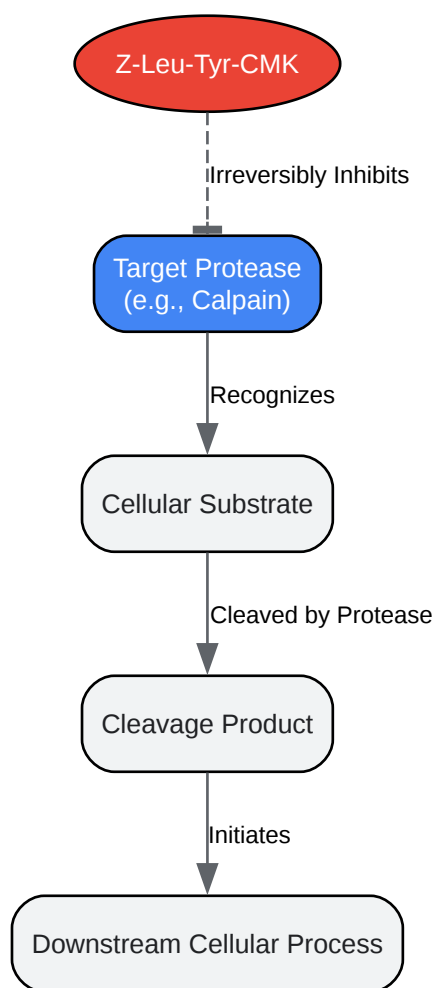 Z-Leu-Tyr-CMK
Irreversibly Inhibits
Target Protease
(e.g., Calpain)
Recognizes
Cellular Substrate
Cleaved by Protease
Cleavage Product
Initiates
Downstream Cellular Process